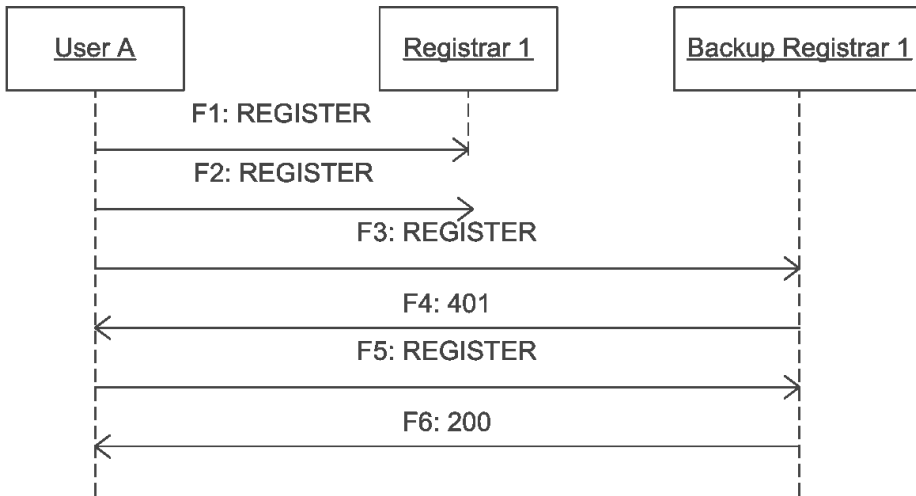 User A
Registrar 1
Backup Registrar 1
F1: REGISTER
F2: REGISTER
F3: REGISTER
F4: 401
F5: REGISTER
F6: 200